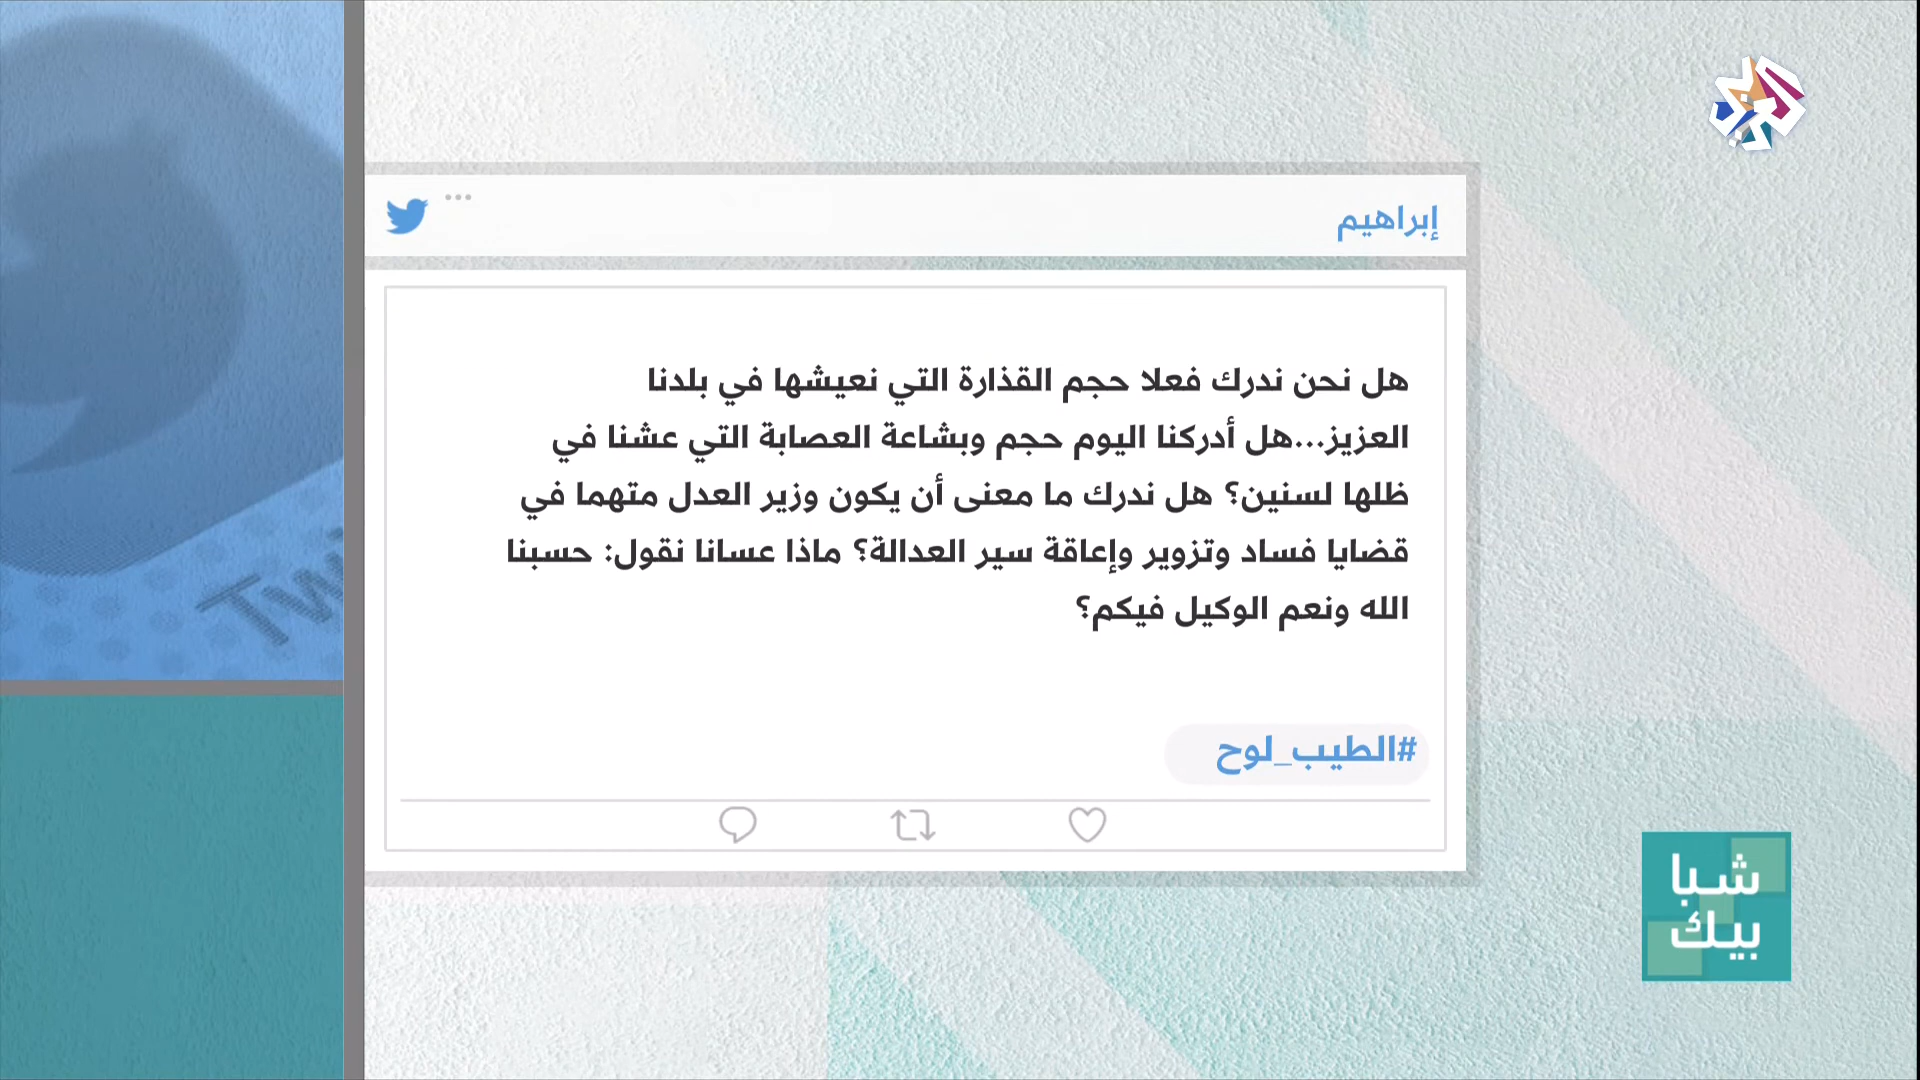 إبراهيم
هل نحن ندرك فعلا حجم القذارة التي نعيشها في بلدنا
العزيز...هل أدركنا اليوم حجم وبشاعة العصابة التي عشنا في
ظلها لسنين؟ هل ندرك ما معنى أن يكون وزير العدل متهما في
قضايا فساد وتزوير وإعاقة سير العدالة؟ ماذا عسانا نقول: حسبنا
الله ونعم الوكيل فيكم؟
#الطيب_لوح
شبا
بيك